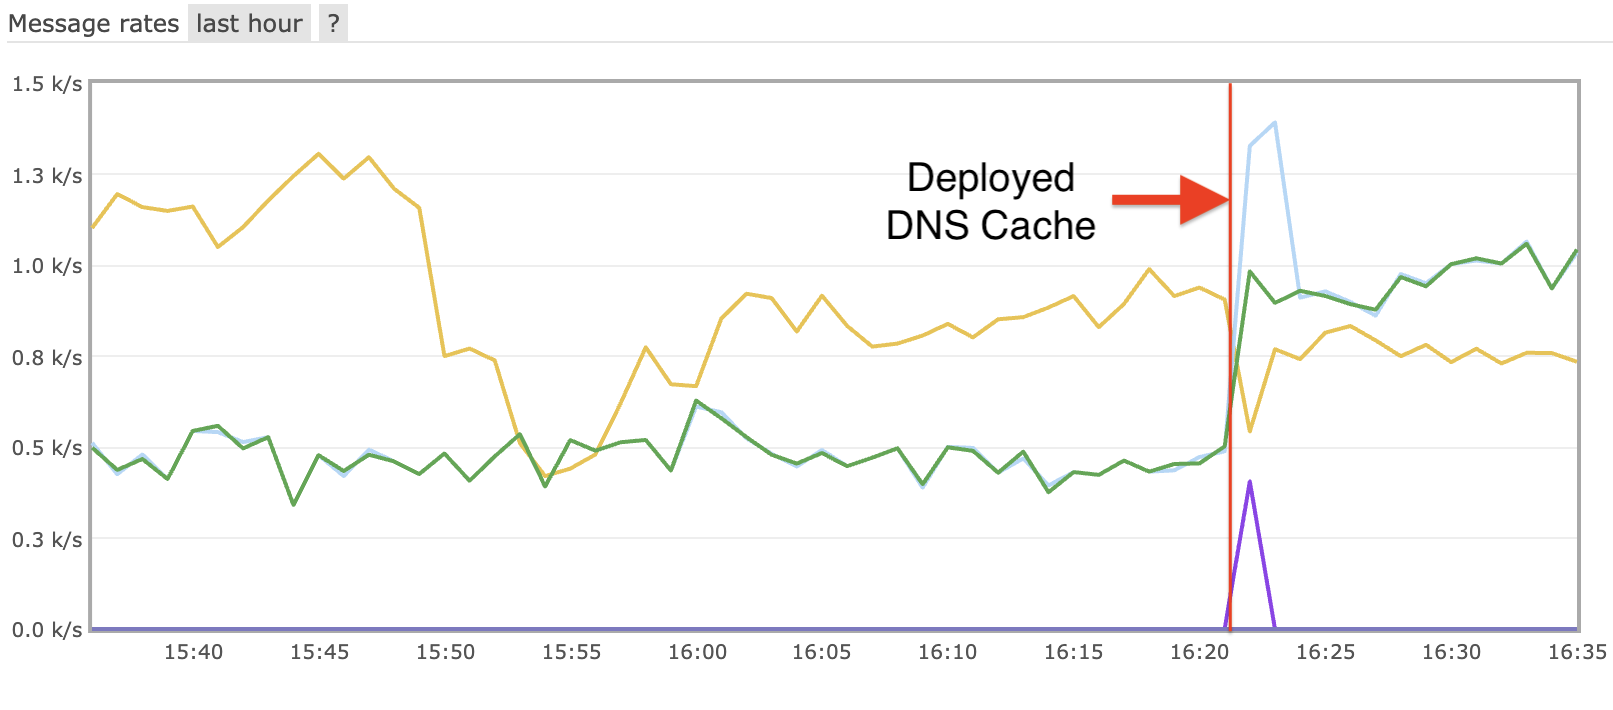 Message rates last hour ?
1.5 k/s
1.3 k/s
1.0 k/s
0.8 k/s
0.5 k/s
0.3 k/s
0.0 k/s
Deployed
DNS Cache
15:40 15:45 15:50 15:55 16:00 16:05 16:10 16:15 16:20 16:25 16:30 16:35